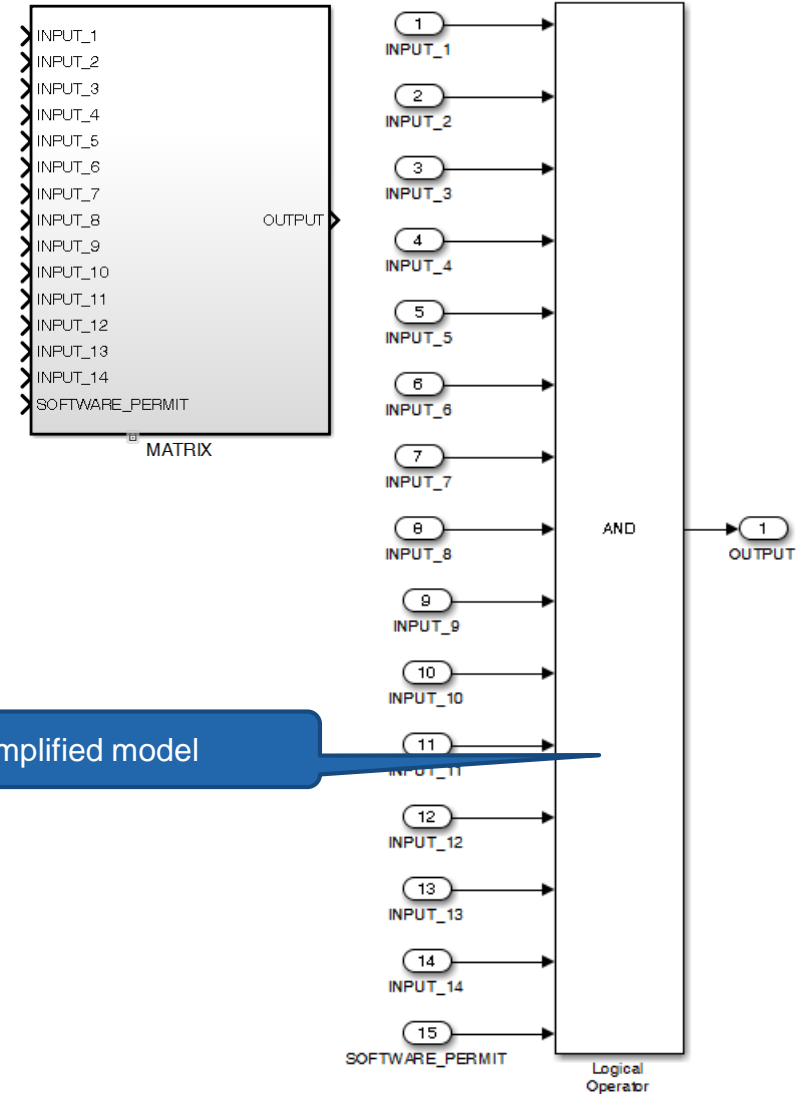 INPUT_1
INPUT_2
INPUT_3
INPUT_4
INPUT_5
INPUT_6
INPUT_7
INPUT_8
OUTPUT
INPUT_9
INPUT_10
INPUT_11
INPUT_12
INPUT_13
INPUT_14
SOFTWARE_PERMIT
MATRIX
1
INPUT_1
2
INPUT_2
3
INPUT_3
4
INPUT_4
5
INPUT_5
6
INPUT_6
7
INPUT_7
8
INPUT_8
9
INPUT_9
10
INPUT_10
11
INPUT_11
12
INPUT_12
13
INPUT_13
14
INPUT_14
15
SOFTWARE_PERMIT
AND
Logical
Operator
1
OUTPUT
mplified model